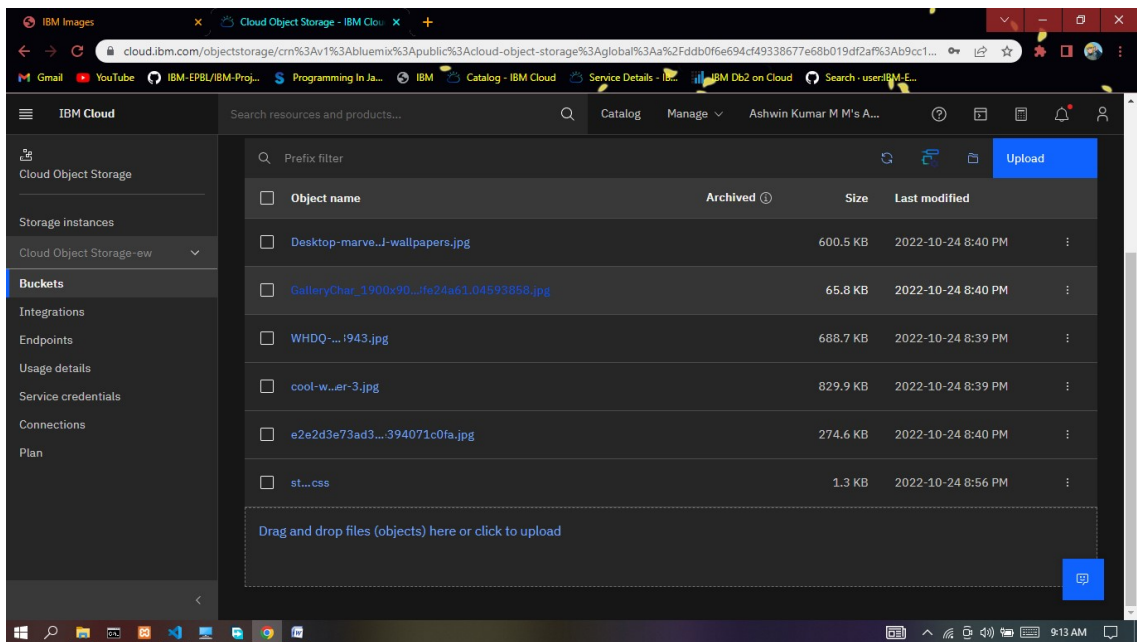 IBM Images
Cloud Object Storage - IBM Clou
cloud.ibm.com/objectstorage/crn%3Av1%3Abluemix%3Apublic%3Acloud-object-storage%3Aglobal%3Aa%2Fddb0f6e694cf49338677e68b019df2af%3Ab9cc1...
Gmail YouTube IBM-EPBL/IBM-Proj... Programming In Ja... IBM Catalog - IBM Cloud Service Details - IB... IBM Db2 on Cloud Search · user:IBM-E...
IBM Cloud Search resources and products... Catalog Manage Ashwin Kumar M M's A...
Cloud Object Storage
Storage instances
Cloud Object Storage-ew
Buckets
Integrations
Endpoints
Usage details
Service credentials
Connections
Plan
Prefix filter Upload
Object name Archived Size Last modified
Desktop-marve...l-wallpapers.jpg 600.5 KB 2022-10-24 8:40 PM
GalleryChar_1900x90...lfe24a61.04593858.jpg 65.8 KB 2022-10-24 8:40 PM
WHDQ-... 943.jpg 688.7 KB 2022-10-24 8:39 PM
cool-w...er-3.jpg 829.9 KB 2022-10-24 8:39 PM
e2e2d3e73ad3...394071c0fa.jpg 274.6 KB 2022-10-24 8:40 PM
st...css 1.3 KB 2022-10-24 8:56 PM
Drag and drop files (objects) here or click to upload
9:13 AM